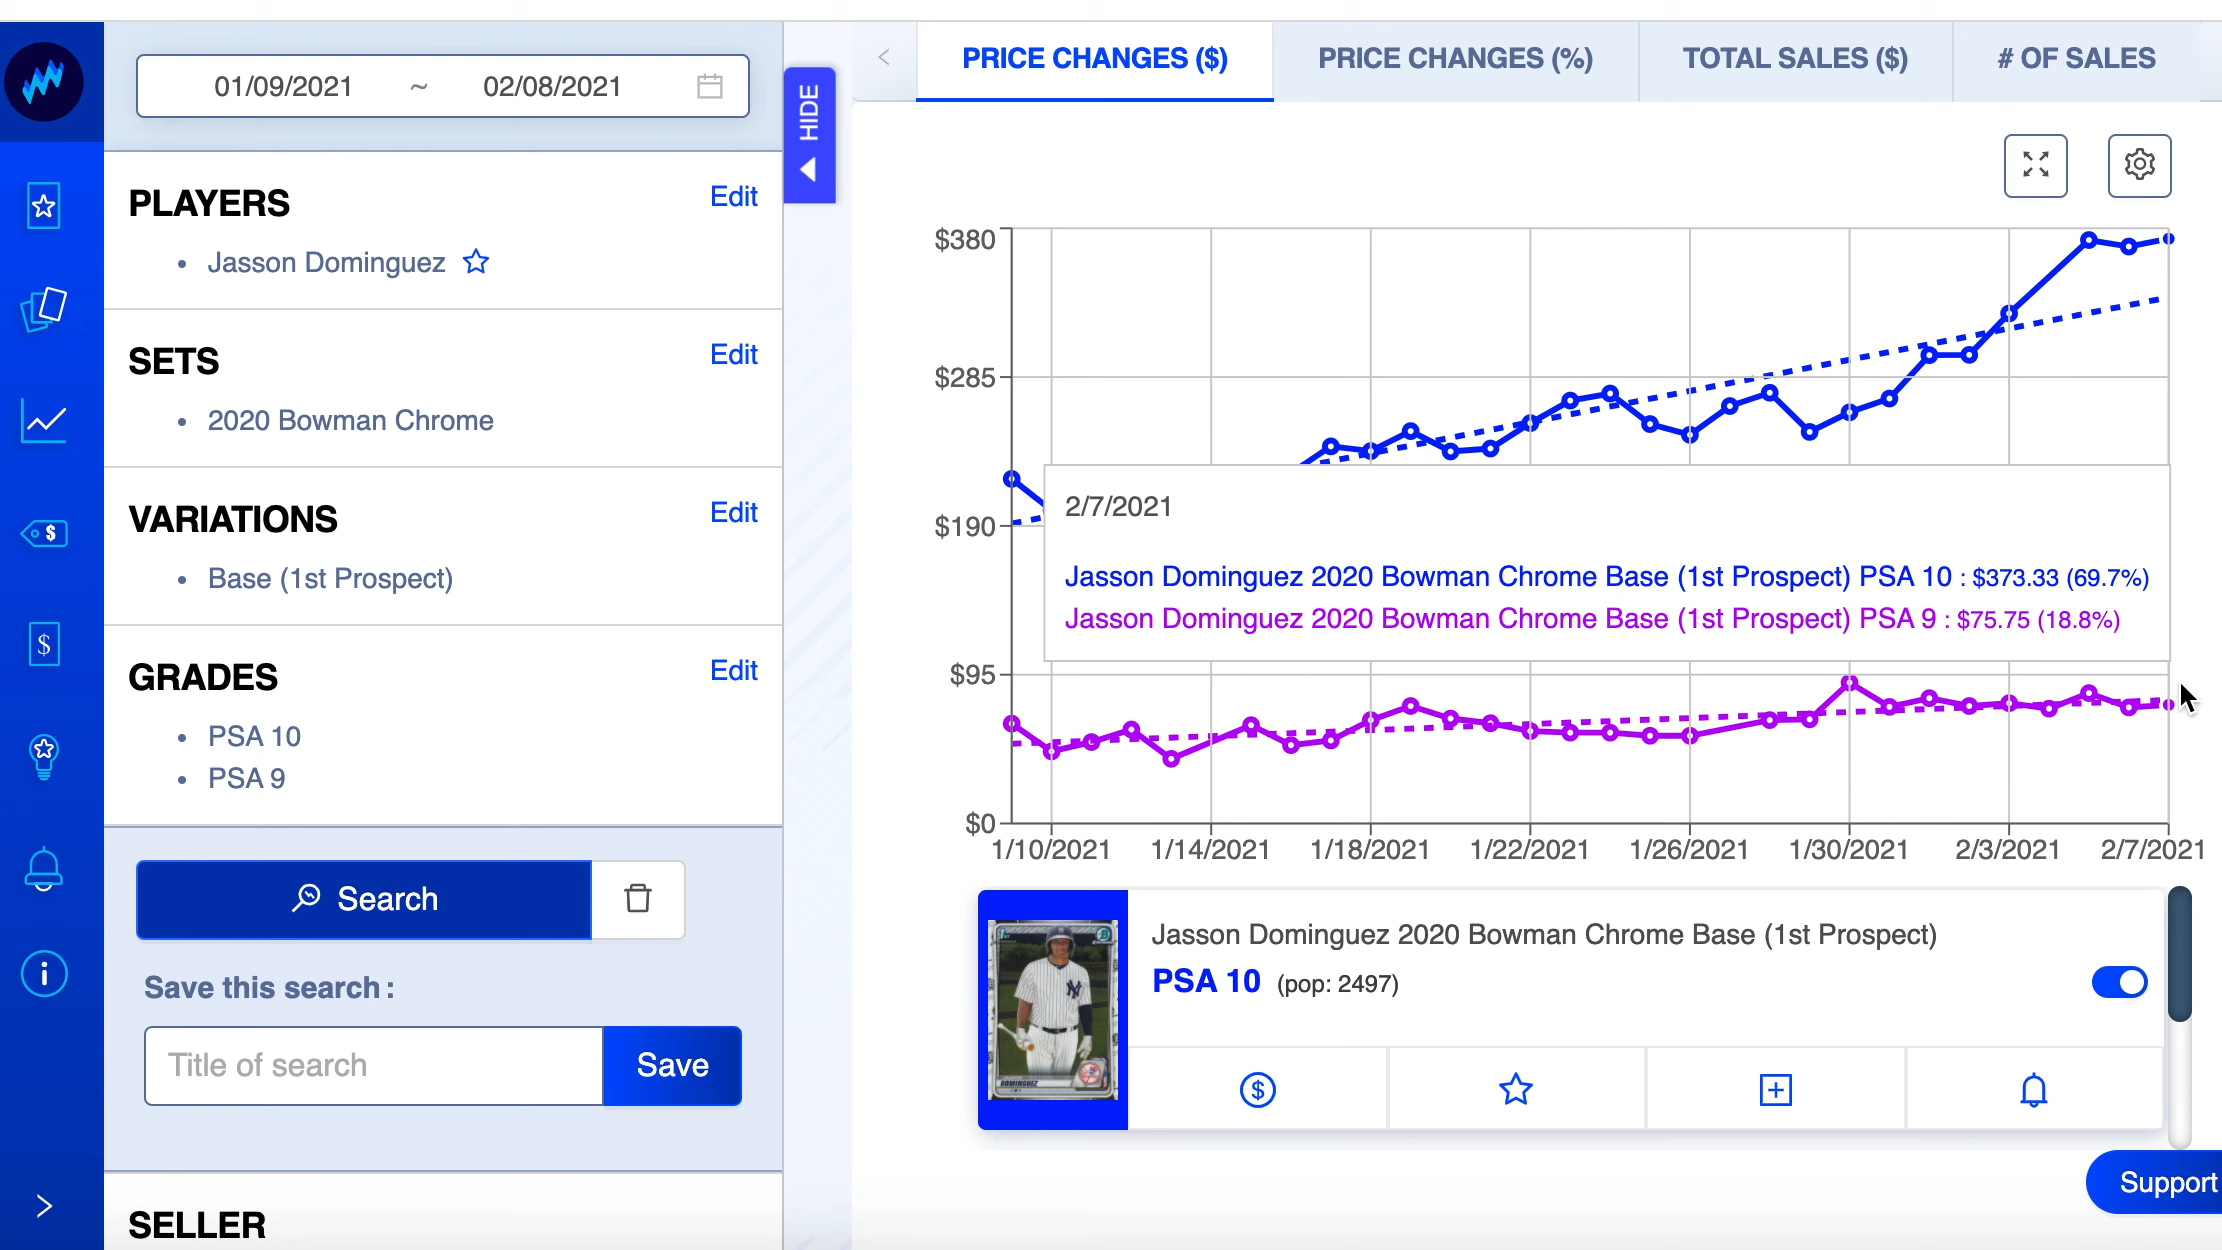 01/09/2021 ~ 02/08/2021
PLAYERS Edit
Jasson Dominguez
SETS Edit
2020 Bowman Chrome
VARIATIONS Edit
Base (1st Prospect)
GRADES Edit
PSA 10
PSA 9
Search
Save this search :
Title of search Save
SELLER
HIDE
PRICE CHANGES ($) PRICE CHANGES (%) TOTAL SALES ($) # OF SALES
$380
$285
$190
$95
$0
2/7/2021
Jasson Dominguez 2020 Bowman Chrome Base (1st Prospect) PSA 10 : $373.33 (69.7%)
Jasson Dominguez 2020 Bowman Chrome Base (1st Prospect) PSA 9 : $75.75 (18.8%)
1/10/2021 1/14/2021 1/18/2021 1/22/2021 1/26/2021 1/30/2021 2/3/2021 2/7/2021
DOMINGUEZ
Jasson Dominguez 2020 Bowman Chrome Base (1st Prospect)
PSA 10 (pop: 2497)
Support